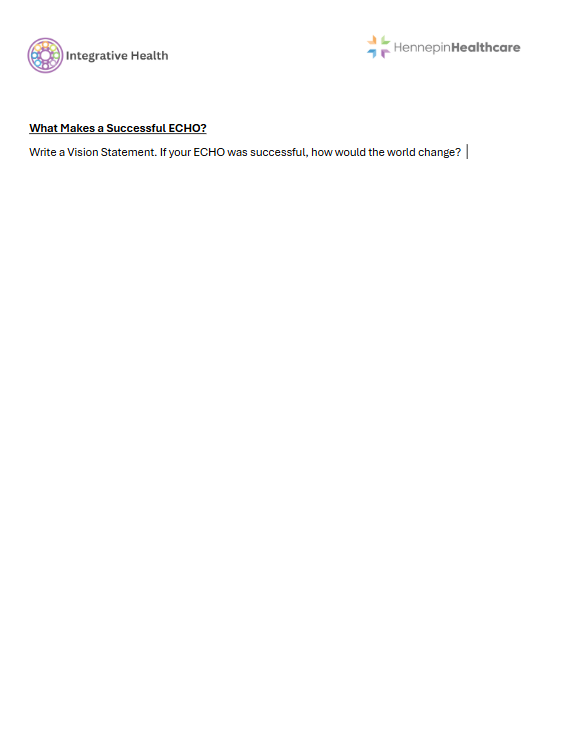 Integrative Health
HennepinHealthcare
What Makes a Successful ECHO?
Write a Vision Statement. If your ECHO was successful, how would the world change?